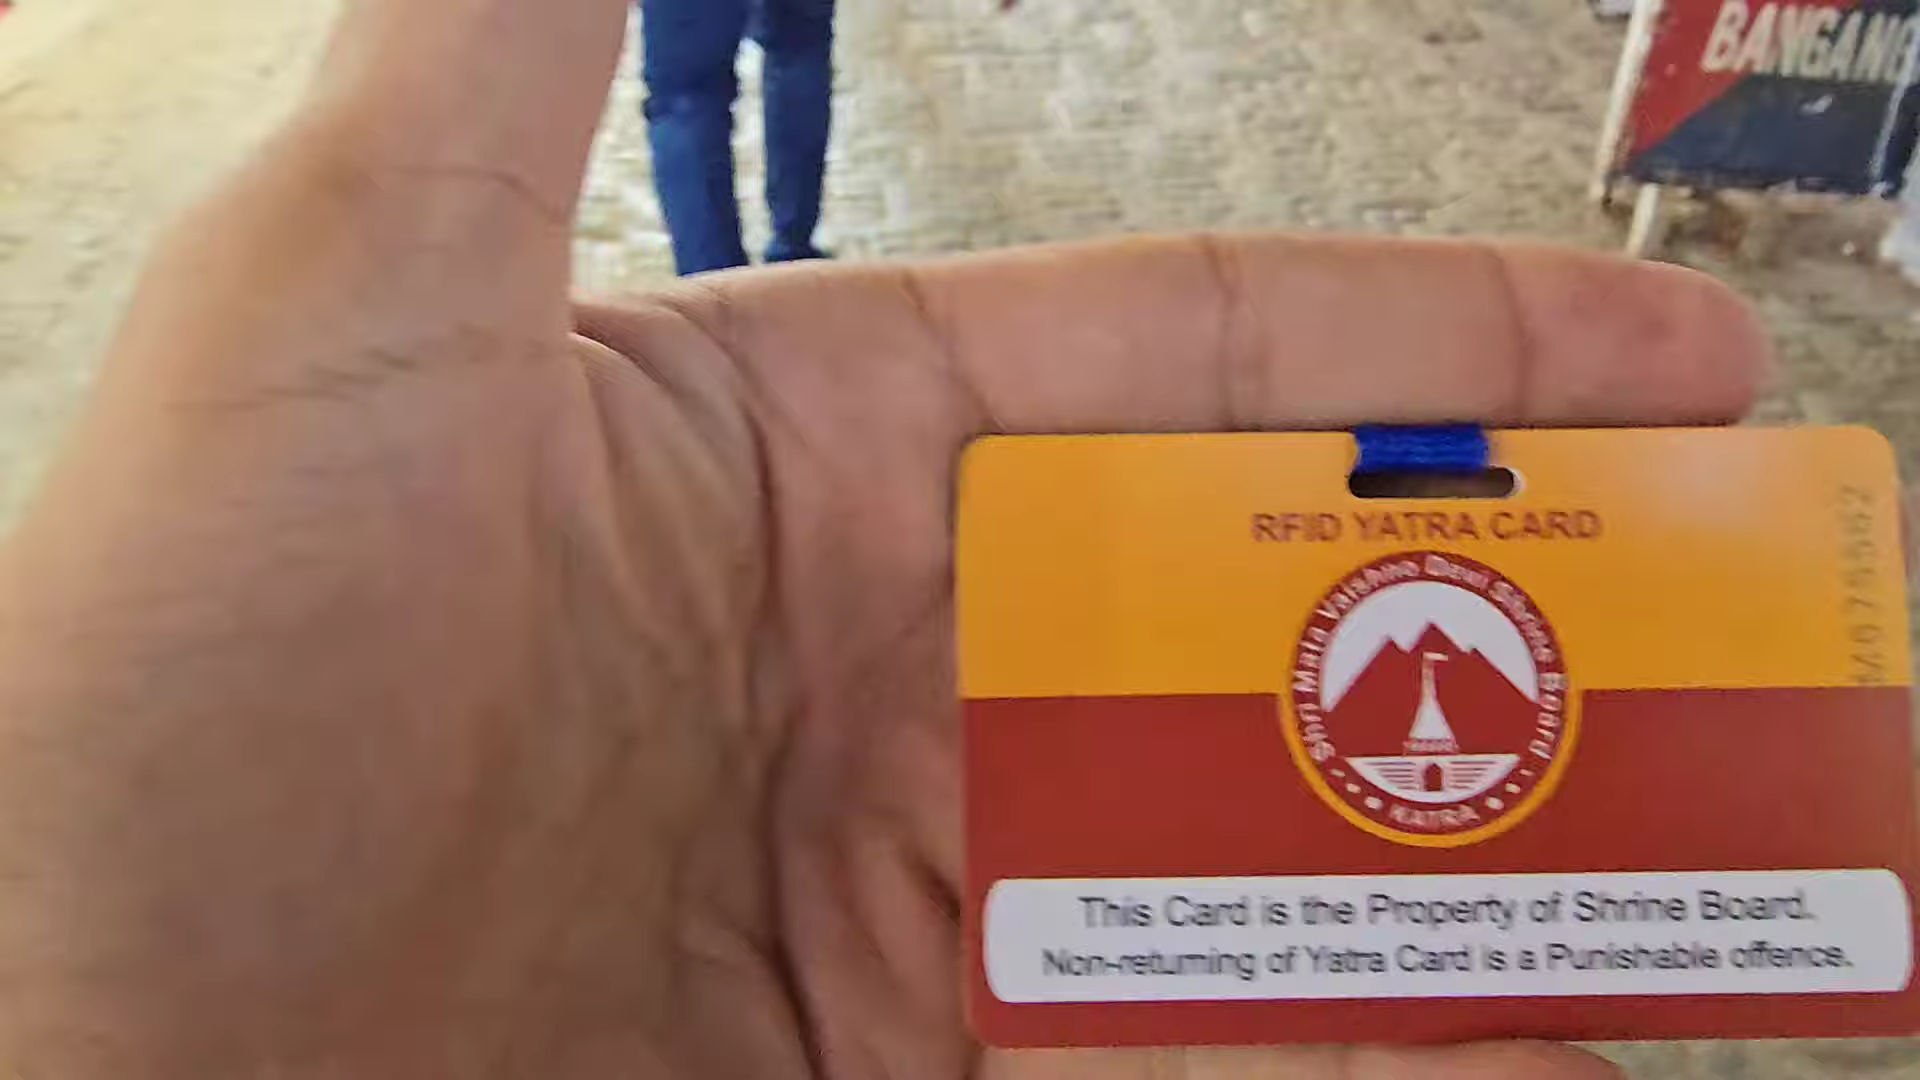 BANGANG
RFID YATRA CARD
Shri Mata Vaishno Devi Shrine Board
KATRA
This Card is the Property of Shrine Board.
Non-returning of Yatra Card is a Punishable offence.